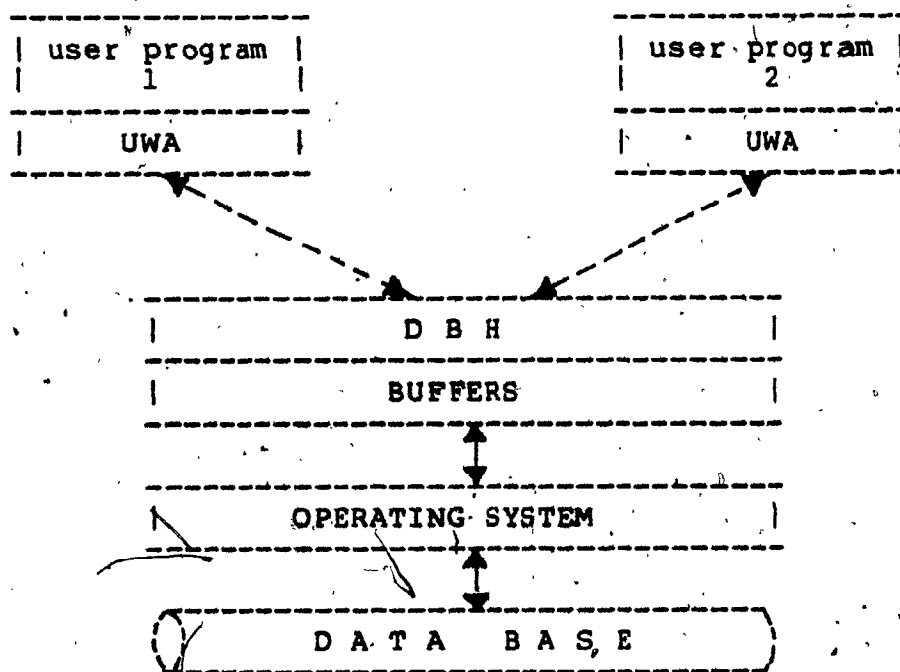 user program
1
UWA
user program
2
UWA
D B H
BUFFERS
OPERATING SYSTEM
D A T A B A S E